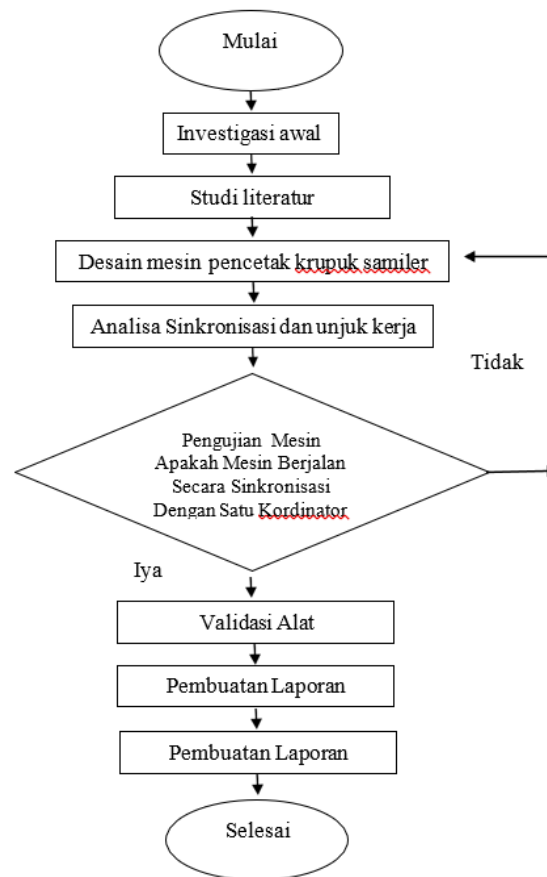 Mulai
Investigasi awal
Studi literatur
Desain mesin pencetak krupuk samiler
Analisa Sinkronisasi dan unjuk kerja
Tidak
Pengujian Mesin
Apakah Mesin Berjalan
Secara Sinkronisasi
Dengan Satu Kordinator
Iya
Validasi Alat
Pembuatan Laporan
Pembuatan Laporan
Selesai